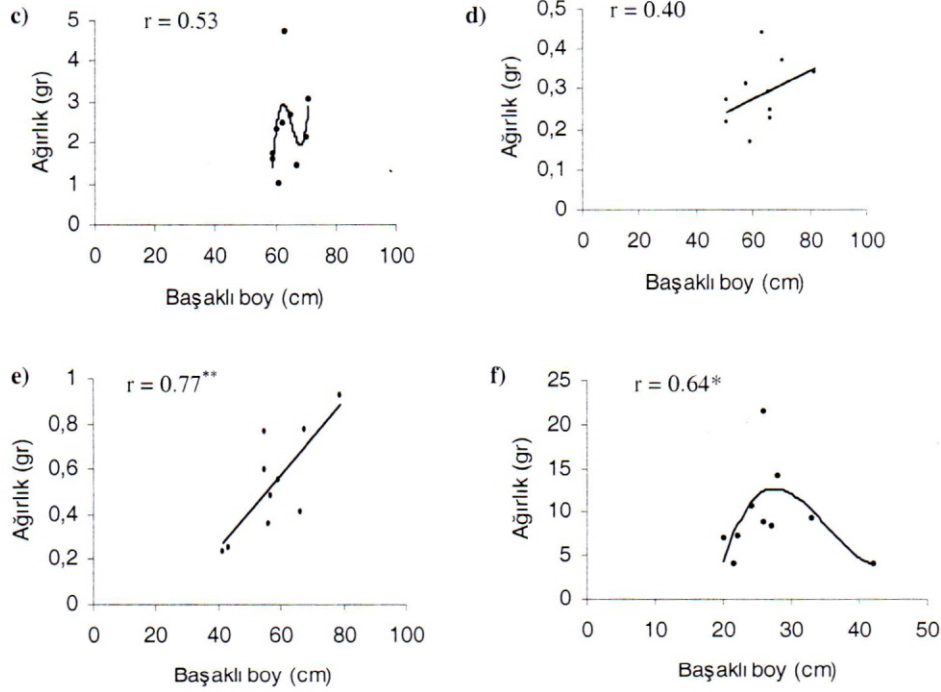 c)
r = 0.53
5
4
3
2
1
0
Ağırlık (gr)
0 20 40 60 80 100
Başaklı boy (cm)
d)
r = 0.40
0,5
0,4
0,3
0,2
0,1
0
Ağırlık (gr)
0 20 40 60 80 100
Başaklı boy (cm)
e)
r = 0.77**
1
0,8
0,6
0,4
0,2
0
Ağırlık (gr)
0 20 40 60 80 100
Başaklı boy (cm)
f)
r = 0.64*
25
20
15
10
5
0
Ağırlık (gr)
0 10 20 30 40 50
Başaklı boy (cm)